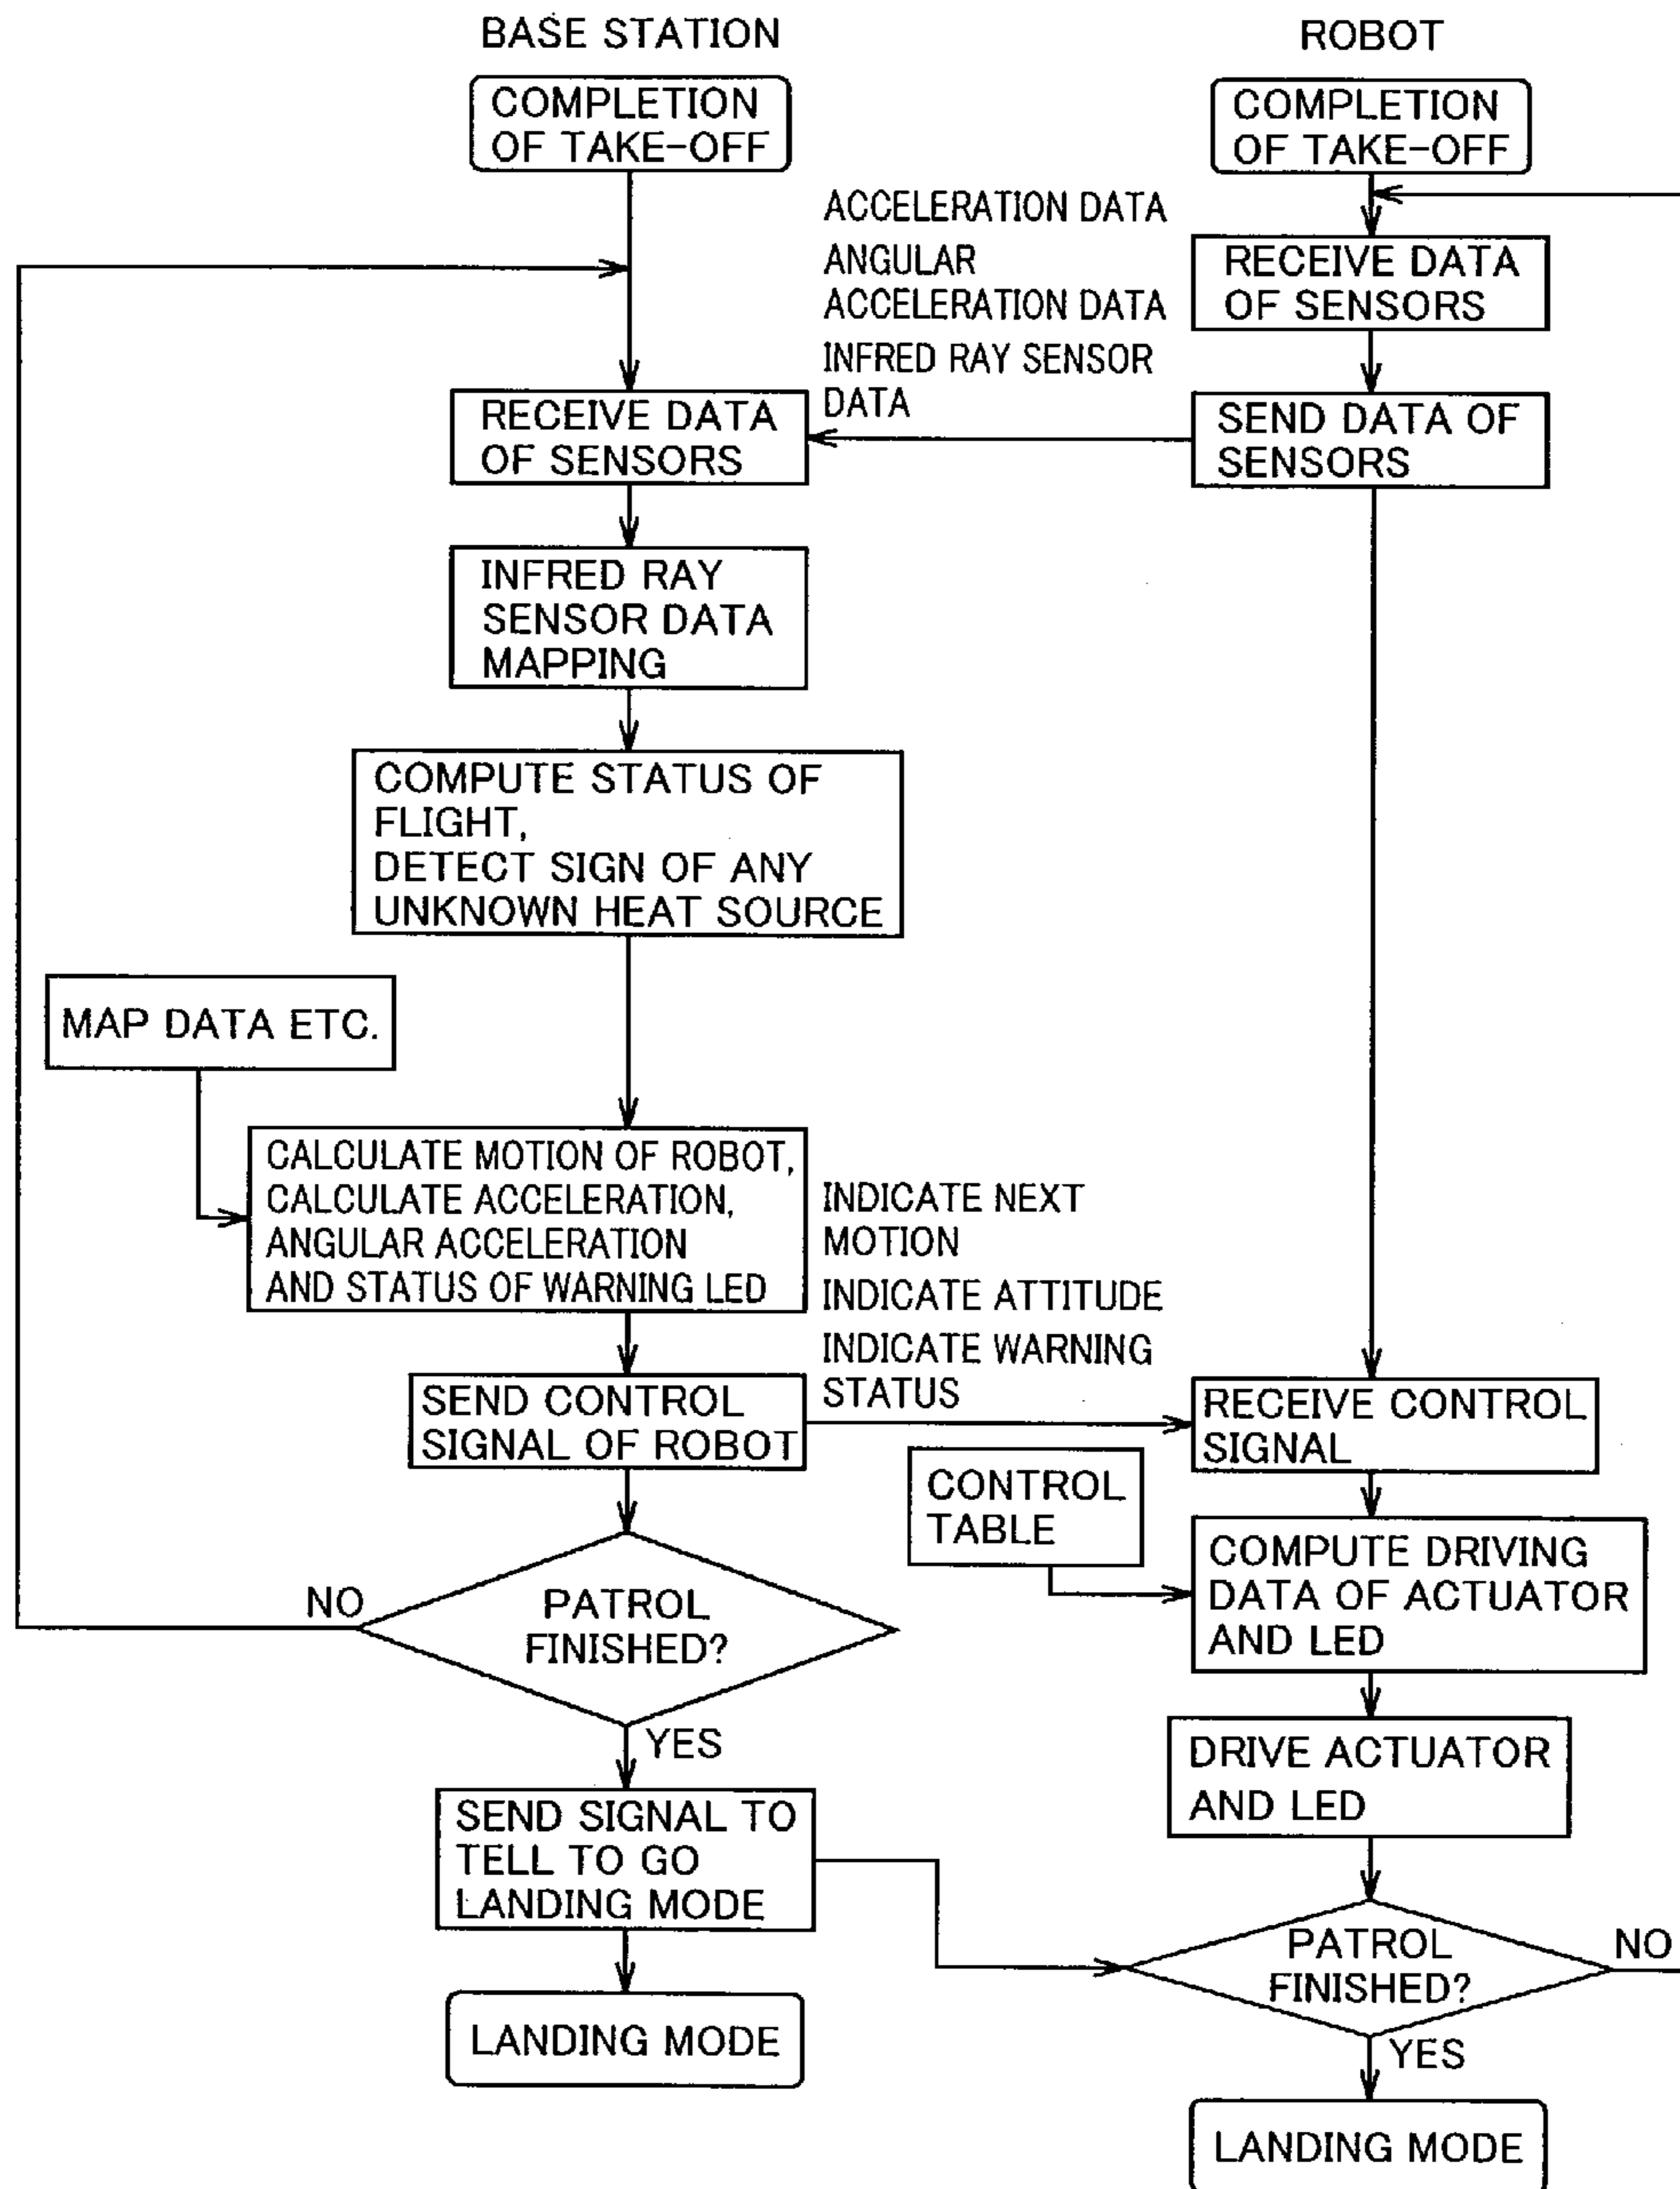 BASE STATION
COMPLETION
OF TAKE-OFF
RECEIVE DATA
OF SENSORS
INFRED RAY
SENSOR DATA
MAPPING
COMPUTE STATUS OF
FLIGHT,
DETECT SIGN OF ANY
UNKNOWN HEAT SOURCE
MAP DATA ETC.
CALCULATE MOTION OF ROBOT,
CALCULATE ACCELERATION,
ANGULAR ACCELERATION
AND STATUS OF WARNING LED
SEND CONTROL
SIGNAL OF ROBOT
NO
PATROL
FINISHED?
YES
SEND SIGNAL TO
TELL TO GO
LANDING MODE
LANDING MODE
ACCELERATION DATA
ANGULAR
ACCELERATION DATA
INFRED RAY SENSOR
DATA
INDICATE NEXT
MOTION
INDICATE ATTITUDE
INDICATE WARNING
STATUS
ROBOT
COMPLETION
OF TAKE-OFF
RECEIVE DATA
OF SENSORS
SEND DATA OF
SENSORS
RECEIVE CONTROL
SIGNAL
CONTROL
TABLE
COMPUTE DRIVING
DATA OF ACTUATOR
AND LED
DRIVE ACTUATOR
AND LED
PATROL
FINISHED?
NO
YES
LANDING MODE